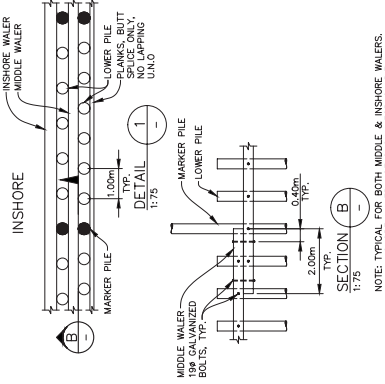 INSHORE
INSHORE WALER
MIDDLE WALER
LOWER PILE
PLANKS, BUTT
SPLICE ONLY,
NO LAPPING
U.N.O
MARKER PILE
1.00m
TYP.
DETAIL 1
1:75 -
B
-
MIDDLE WALER
19ø GALVANIZED
BOLTS, TYP.
MARKER PILE
LOWER PILE
2.00m
TYP.
0.40m
TYP.
SECTION B
1:75 -
NOTE: TYPICAL FOR BOTH MIDDLE & INSHORE WALERS.